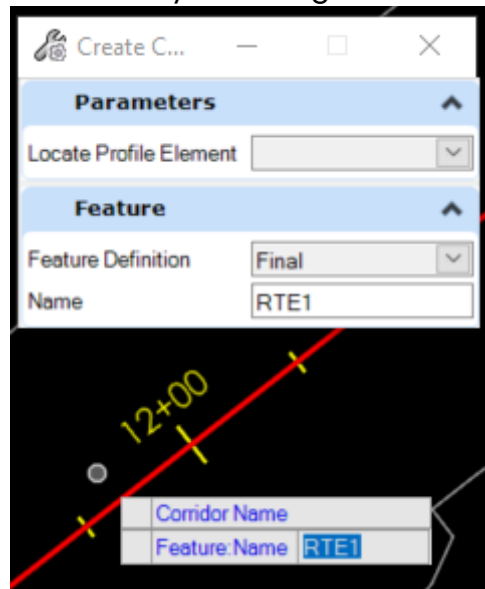 Create C...
Parameters
Locate Profile Element
Feature
Feature Definition Final
Name RTE1
12+00
Corridor Name
Feature:Name RTE1